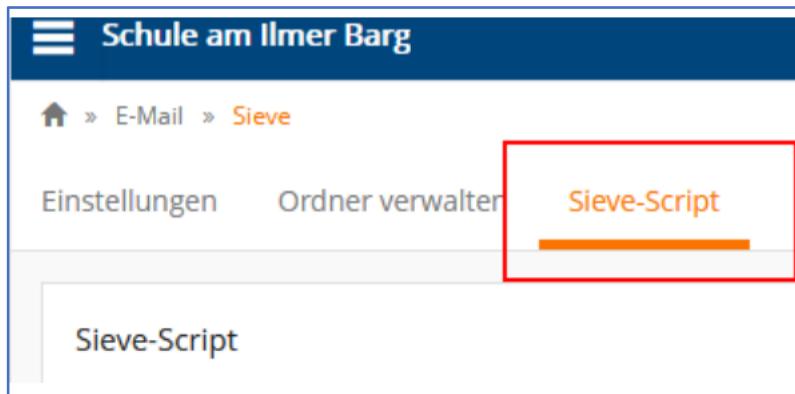 Schule am Ilmer Barg
» E-Mail » Sieve
Einstellungen Ordner verwalten Sieve-Script
Sieve-Script